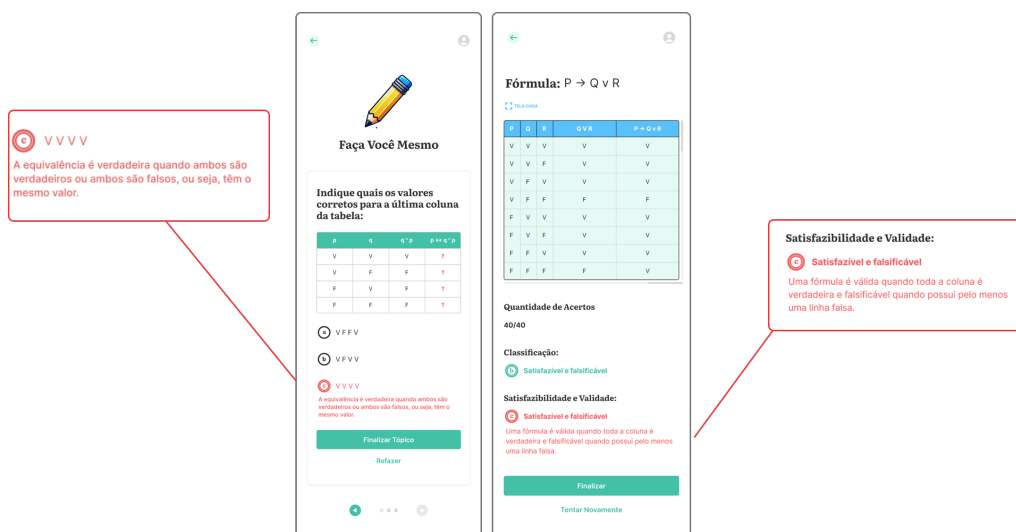 C V V V V
A equivalência é verdadeira quando ambos são
verdadeiros ou ambos são falsos, ou seja, têm o
mesmo valor.
Faça Você Mesmo
Indique quais os valores
corretos para a última coluna
da tabela:
p q q^p p↔q^p
V V V ?
V F F ?
F V F ?
F F F ?
a V F F V
b V F V V
C V V V V
A equivalência é verdadeira quando ambos são
verdadeiros ou ambos são falsos, ou seja, têm o
mesmo valor.
Finalizar Tópico
Refazer
Fórmula: P → Q v R
TELA CHEIA
P Q R Q V R P → Q v R
V V V V V
V V F V V
V F V V V
V F F F F
F V V V V
F V F V V
F F V V V
F F F F V
Quantidade de Acertos
40/40
Classificação:
b Satisfazível e falsificável
Satisfazibilidade e Validade:
C Satisfazível e falsificável
Uma fórmula é válida quando toda a coluna é
verdadeira e falsificável quando possui pelo menos
uma linha falsa.
Finalizar
Tentar Novamente
Satisfazibilidade e Validade:
C Satisfazível e falsificável
Uma fórmula é válida quando toda a coluna é
verdadeira e falsificável quando possui pelo menos
uma linha falsa.